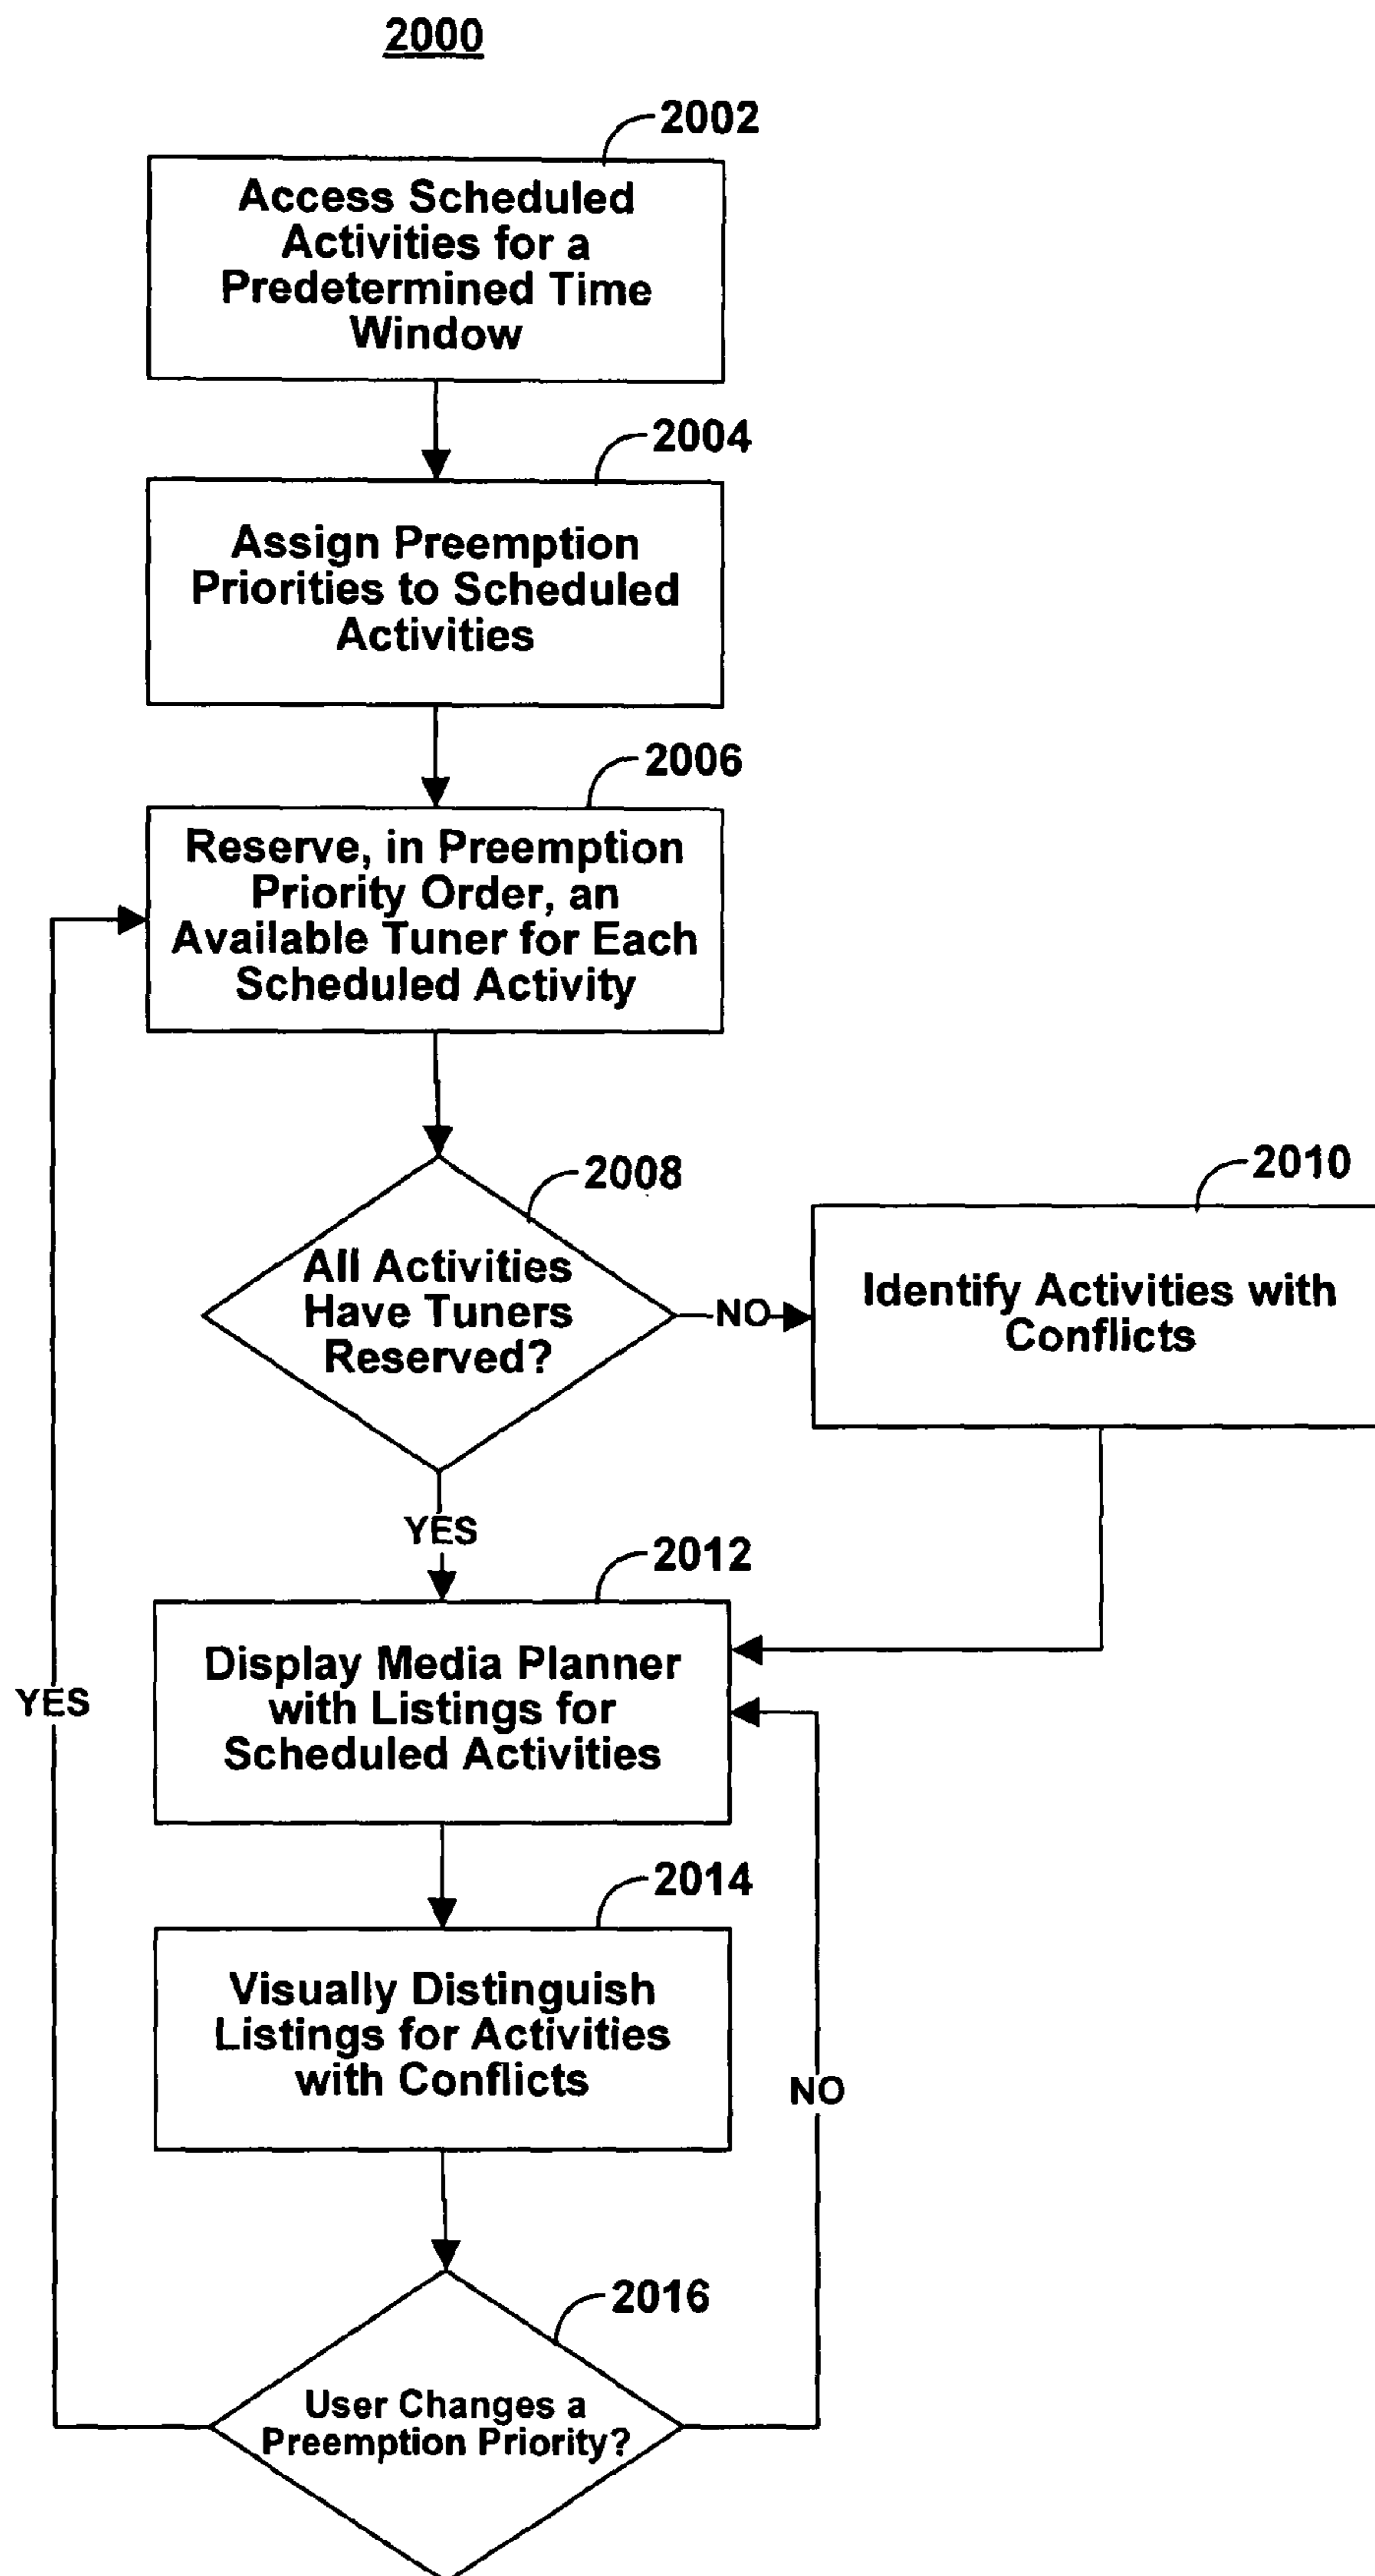 2000
2002
Access Scheduled
Activities for a
Predetermined Time
Window
2004
Assign Preemption
Priorities to Scheduled
Activities
2006
Reserve, in Preemption
Priority Order, an
Available Tuner for Each
Scheduled Activity
2008
All Activities
Have Tuners
Reserved?
NO
2010
Identify Activities with
Conflicts
YES
2012
Display Media Planner
with Listings for
Scheduled Activities
YES
2014
Visually Distinguish
Listings for Activities
with Conflicts
NO
2016
User Changes a
Preemption Priority?